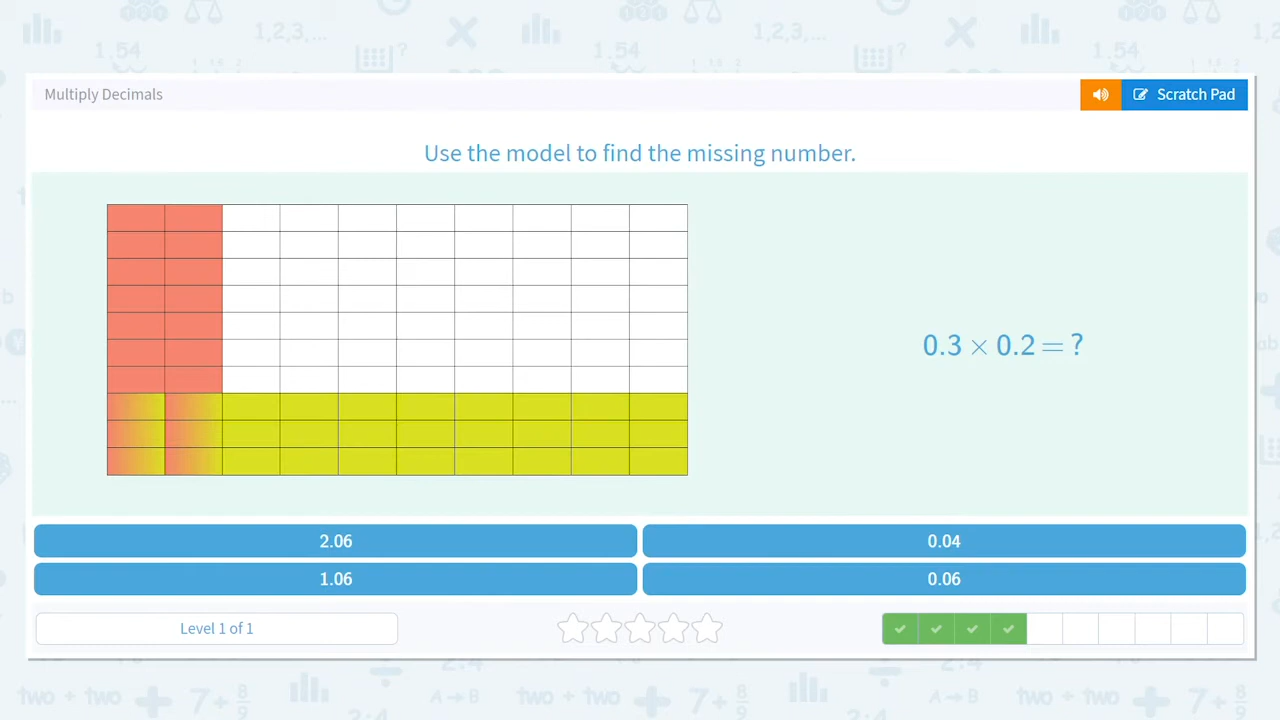 Multiply Decimals
Scratch Pad
Use the model to find the missing number.
0.3 × 0.2 = ?
2.06
0.04
1.06
0.06
Level 1 of 1